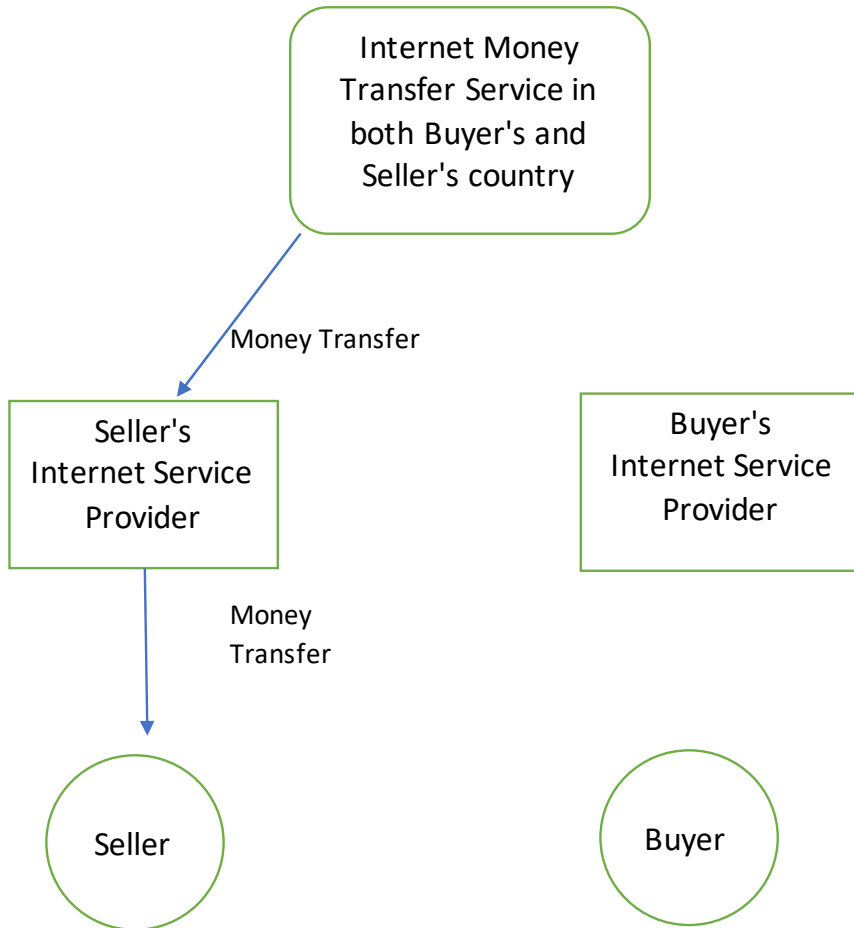 Internet Money
Transfer Service in
both Buyer's and
Seller's country
Money Transfer
Seller's
Internet Service
Provider
Buyer's
Internet Service
Provider
Money
Transfer
Seller
Buyer